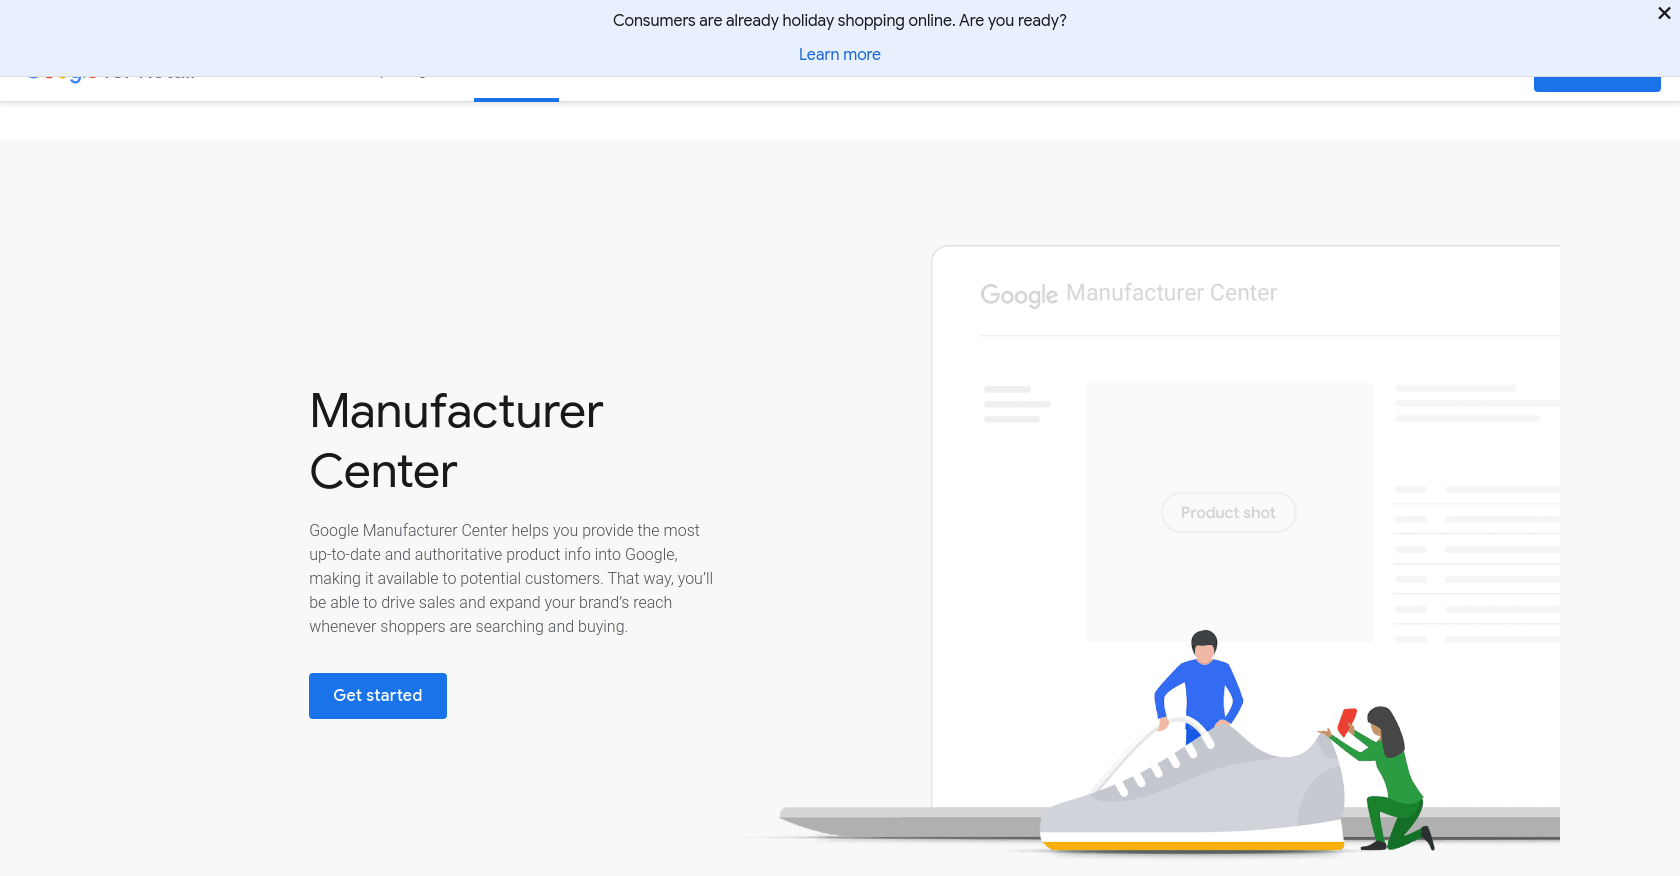 Consumers are already holiday shopping online. Are you ready?
Learn more
Google Manufacturer Center
Product shot
Manufacturer
Center
Google Manufacturer Center helps you provide the most
up-to-date and authoritative product info into Google,
making it available to potential customers. That way, you’ll
be able to drive sales and expand your brand’s reach
whenever shoppers are searching and buying.
Get started